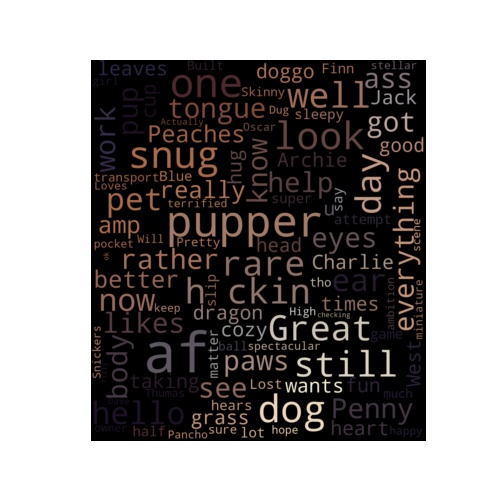 leaves
Built
doggo
Finn
stellar
girl
one
well
ass
pup
cup
Skinny
Jack
tongue
Dug
sleepy
got
work
Actually
Peaches
Oscar
look
good
snug
hug
know
Archie
day
transport
Blue
help
everything
Loves
really
super
say
pet
terrified
u
attempt
amp
pupper
scene
pocket
Will
Pretty
head
eyes
rather
rare
Charlie
better
h*ckin
tho
ear
ambition
miniature
now
keep
slip
dragon
High
times
checking
likes
cozy
Great
game
Snickers
body
af
matter
ball
spectacular
West
paws
still
taking
see
Lost
wants
fun
much
Thumas
hello
hears
dog
Penny
grass
owner
half
Pancho
sure
lot
hope
heart
happy